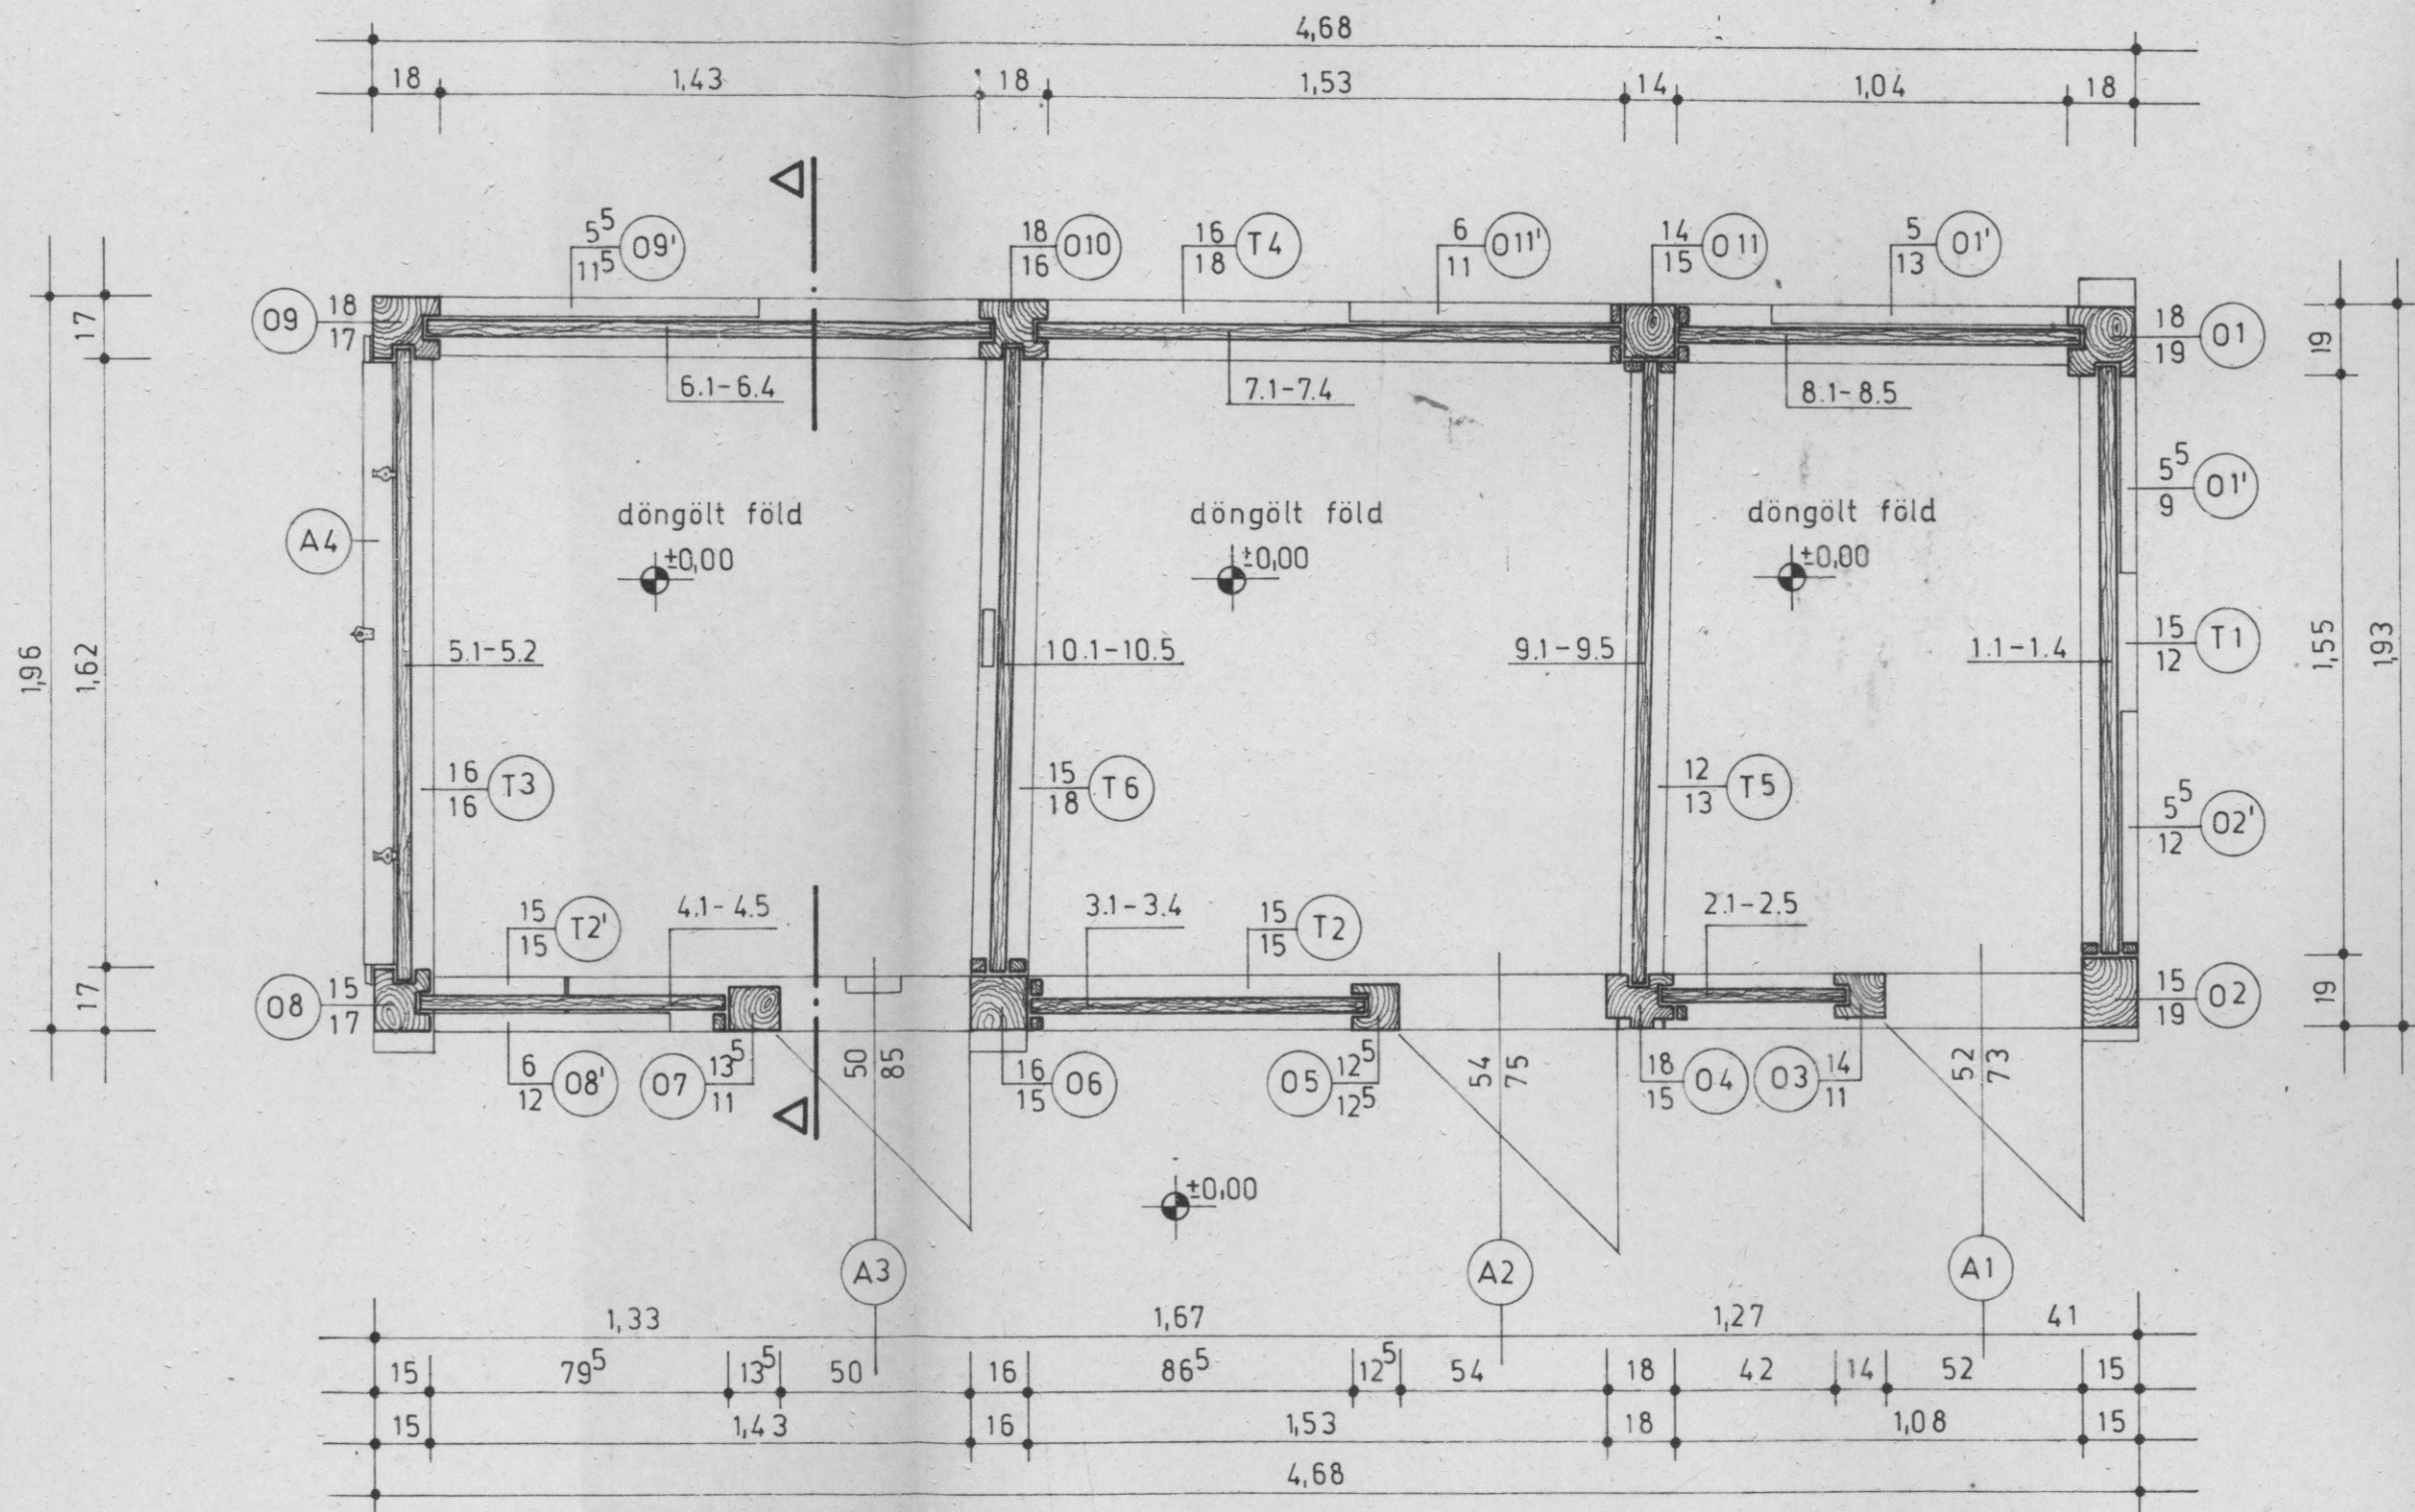 4,68
18 1,43 18 1,53 14 1,04 18
5⁵ 11⁵ O9'
18 16 O10
16 18 T4
6 11 O11'
14 15 O11
5 13 O1'
O9 18 17
18 19 O1
17
19
6.1-6.4
7.1-7.4
8.1-8.5
5⁵ 9 O1'
döngölt föld
döngölt föld
döngölt föld
±0,00
±0,00
±0,00
A4
1,96
1,62
5.1-5.2
10.1-10.5
9.1-9.5
1.1-1.4
15 12 T1
1,55
1,93
16 16 T3
15 18 T6
12 13 T5
5⁵ 12 O2'
15 15 T2'
4.1-4.5
3.1-3.4
15 15 T2
2.1-2.5
17
O8 15 17
15 19 O2
19
6 12 O8'
O7 13⁵ 11
50 85
16 15 O6
O5 12⁵ 12⁵
54 75
18 15 O4
O3 14 11
52 73
±0,00
A3
A2
A1
1,33 1,67 1,27 41
15 79⁵ 13⁵ 50 16 86⁵ 12⁵ 54 18 42 14 52 15
15 1,43 16 1,53 18 1,08 15
4,68